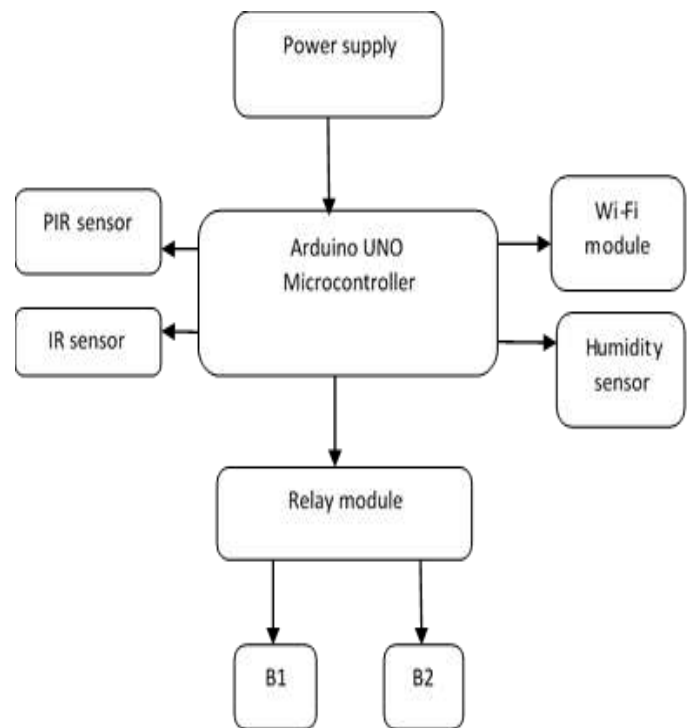 Power supply
PIR sensor
Arduino UNO
Microcontroller
Wi-Fi
module
IR sensor
Humidity
sensor
Relay module
B1
B2